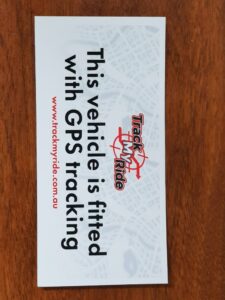 Track
MY
Ride
This vehicle is fitted
with GPS tracking
www.trackmyride.com.au